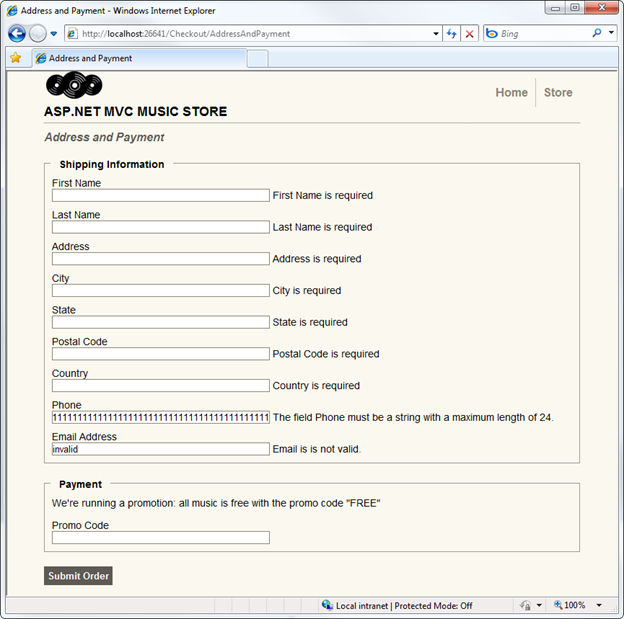 Address and Payment - Windows Internet Explorer
http://localhost:26641/Checkout/AddressAndPayment
Bing
Address and Payment
Home
Store
ASP.NET MVC MUSIC STORE
Address and Payment
Shipping Information
First Name
First Name is required
Last Name
Last Name is required
Address
Address is required
City
City is required
State
State is required
Postal Code
Postal Code is required
Country
Country is required
Phone
The field Phone must be a string with a maximum length of 24.
Email Address
invalid
Email is is not valid.
Payment
We're running a promotion: all music is free with the promo code "FREE"
Promo Code
Submit Order
Local intranet | Protected Mode: Off
100%